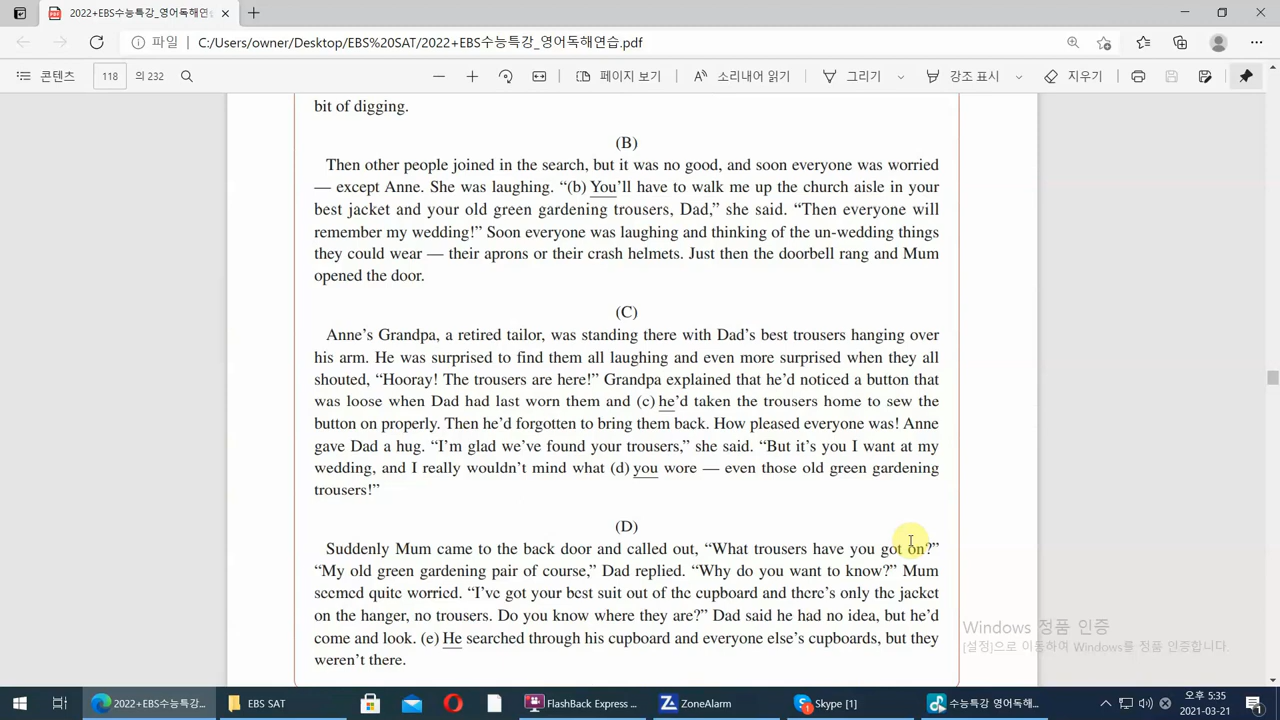 2022+EBS수능특강_영어독해연습
파일
C:/Users/owner/Desktop/EBS%20SAT/2022+EBS수능특강_영어독해연습.pdf
콘텐츠
118
의 232
페이지 보기
소리내어 읽기
그리기
강조 표시
지우기
bit of digging.
(B)
Then other people joined in the search, but it was no good, and soon everyone was worried
— except Anne. She was laughing. “(b) You’ll have to walk me up the church aisle in your
best jacket and your old green gardening trousers, Dad,” she said. “Then everyone will
remember my wedding!” Soon everyone was laughing and thinking of the un-wedding things
they could wear — their aprons or their crash helmets. Just then the doorbell rang and Mum
opened the door.
(C)
Anne’s Grandpa, a retired tailor, was standing there with Dad’s best trousers hanging over
his arm. He was surprised to find them all laughing and even more surprised when they all
shouted, “Hooray! The trousers are here!” Grandpa explained that he’d noticed a button that
was loose when Dad had last worn them and (c) he’d taken the trousers home to sew the
button on properly. Then he’d forgotten to bring them back. How pleased everyone was! Anne
gave Dad a hug. “I’m glad we’ve found your trousers,” she said. “But it’s you I want at my
wedding, and I really wouldn’t mind what (d) you wore — even those old green gardening
trousers!”
(D)
Suddenly Mum came to the back door and called out, “What trousers have you got on?”
“My old green gardening pair of course,” Dad replied. “Why do you want to know?” Mum
seemed quite worried. “I’ve got your best suit out of the cupboard and there’s only the jacket
on the hanger, no trousers. Do you know where they are?” Dad said he had no idea, but he’d
come and look. (e) He searched through his cupboard and everyone else’s cupboards, but they
weren’t there.
Windows 정품 인증
[설정]으로 이동하여 Windows를 정품 인증합니다.
2022+EBS수능특...
EBS SAT
FlashBack Express ...
ZoneAlarm
Skype [1]
수능특강 영어독해...
오후 5:35
2021-03-21